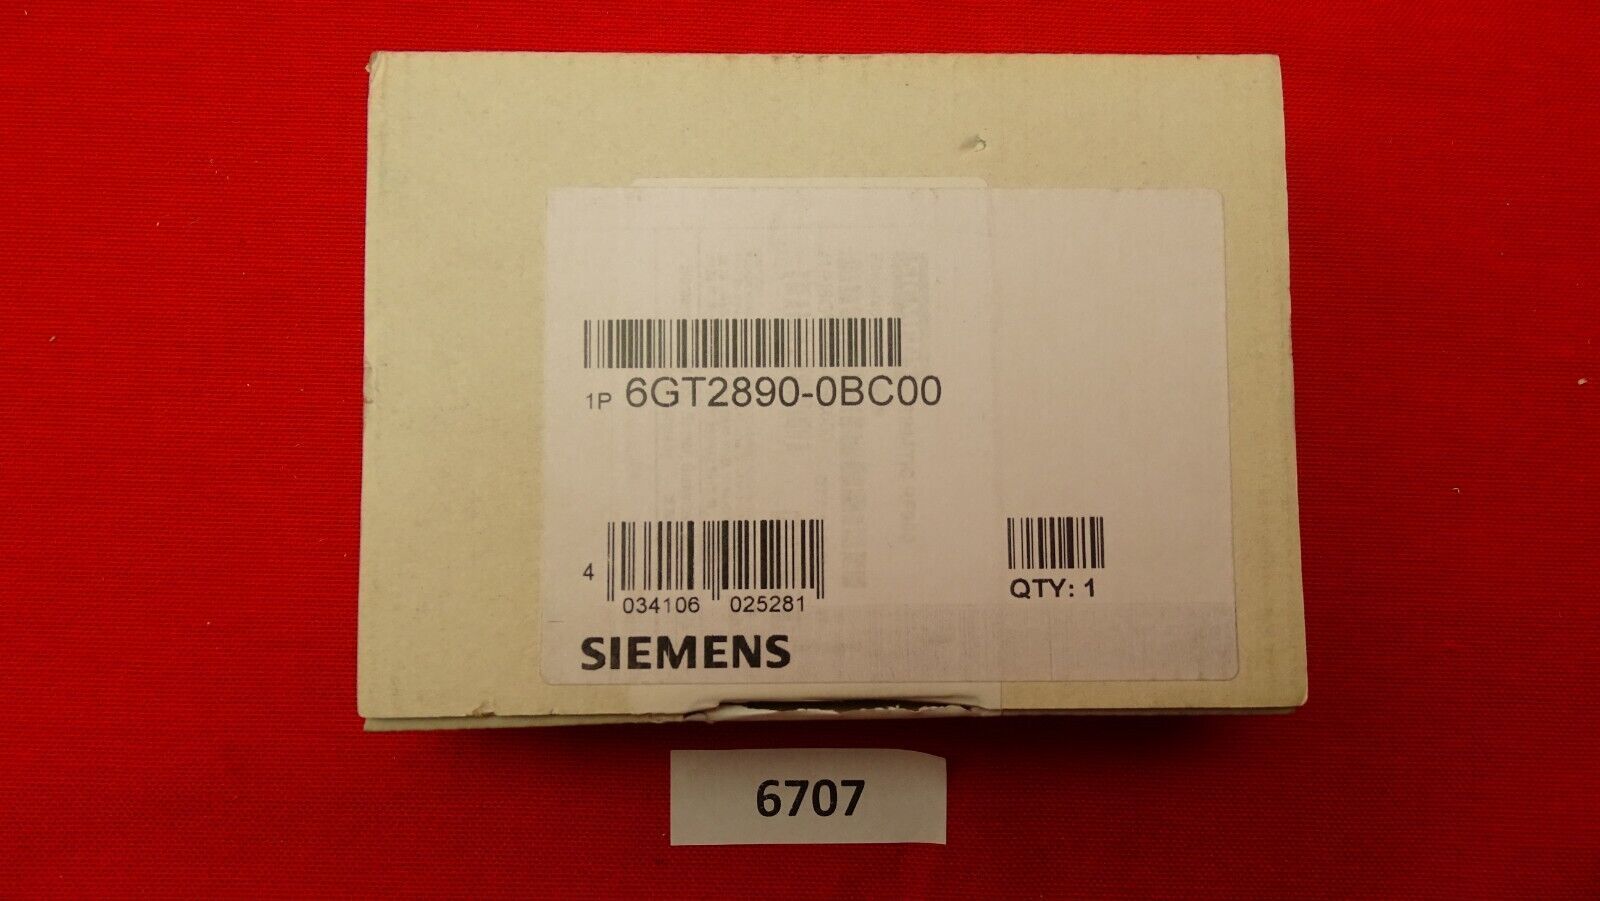 1P 6GT2890-0BC00
4 034106 025281
QTY: 1
SIEMENS
6707